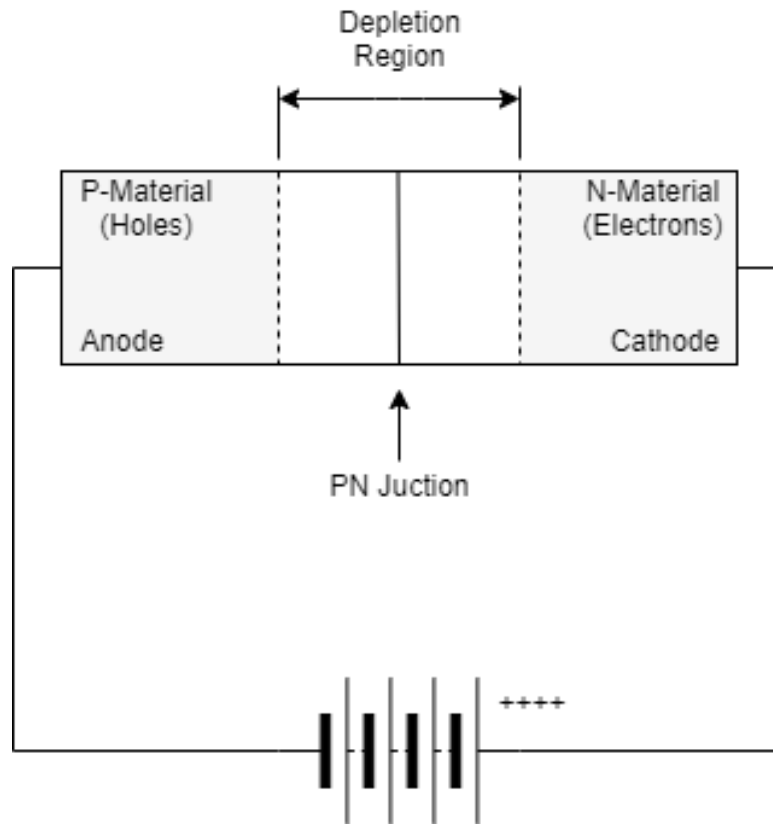 Depletion
Region
P-Material
(Holes)
N-Material
(Electrons)
Anode
Cathode
PN Juction
++++